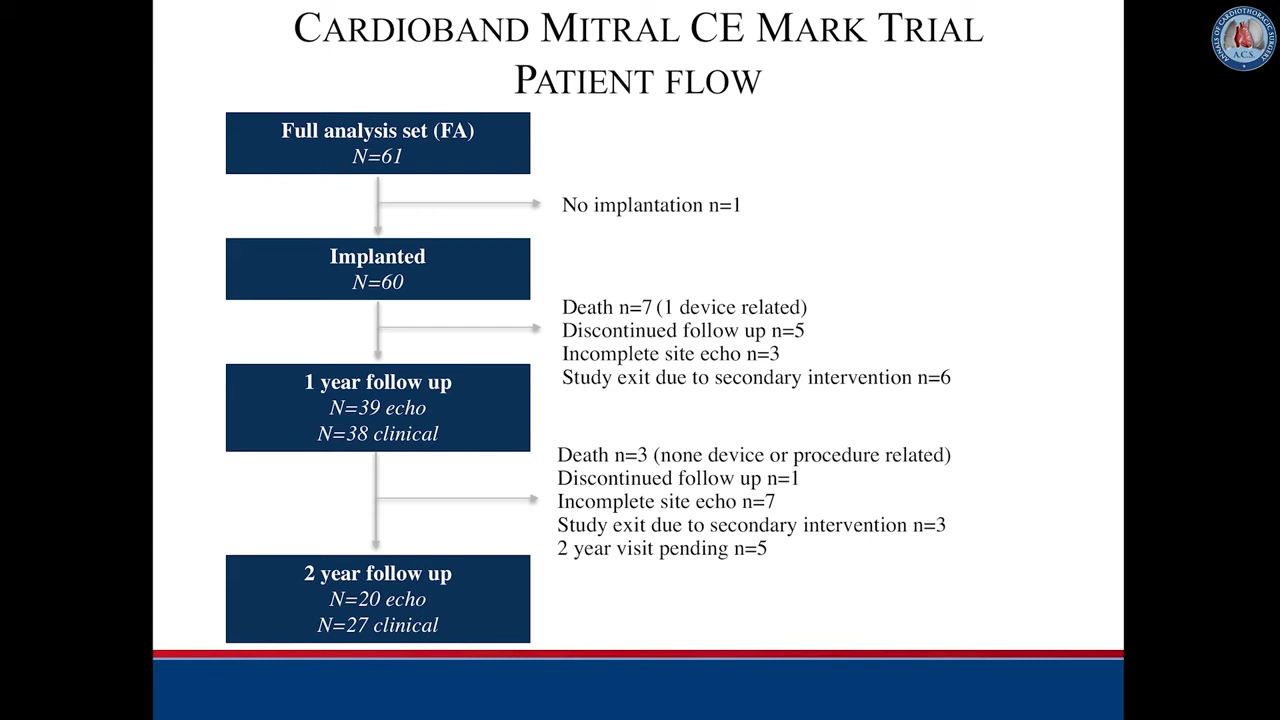 CARDIOBAND MITRAL CE MARK TRIAL
PATIENT FLOW
ANNALS OF CARDIOTHORACIC SURGERY
A.C.S
Full analysis set (FA)
N=61
No implantation n=1
Implanted
N=60
Death n=7 (1 device related)
Discontinued follow up n=5
Incomplete site echo n=3
Study exit due to secondary intervention n=6
1 year follow up
N=39 echo
N=38 clinical
Death n=3 (none device or procedure related)
Discontinued follow up n=1
Incomplete site echo n=7
Study exit due to secondary intervention n=3
2 year visit pending n=5
2 year follow up
N=20 echo
N=27 clinical